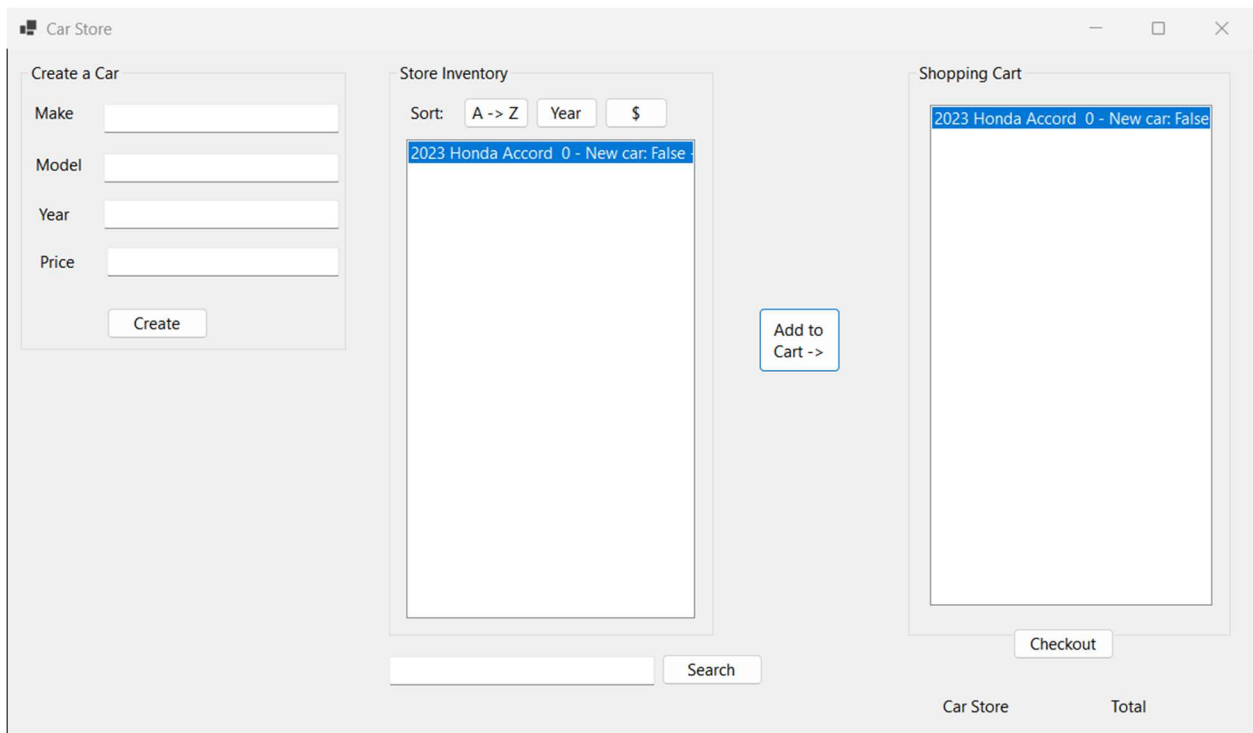 Car Store
Create a Car
Make
Model
Year
Price
Create
Store Inventory
Sort: A -> Z Year $
2023 Honda Accord 0 - New car: False -
Search
Add to
Cart ->
Shopping Cart
2023 Honda Accord 0 - New car: False
Checkout
Car Store Total